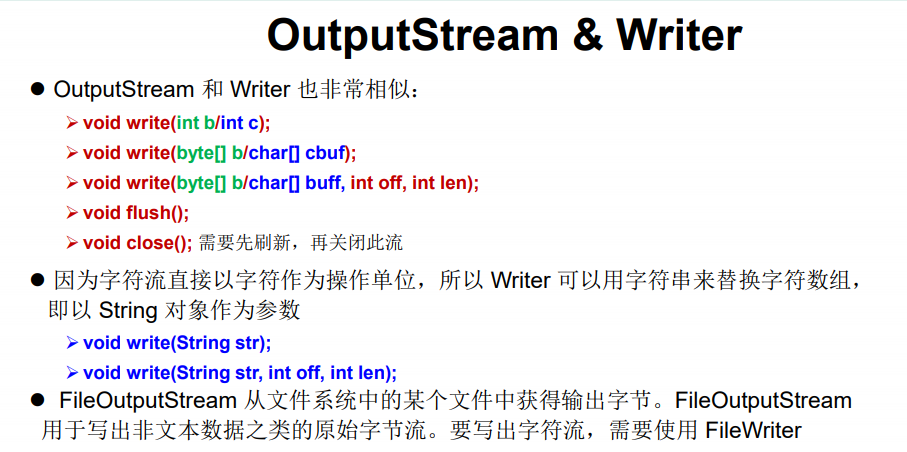 OutputStream & Writer
● OutputStream 和 Writer 也非常相似：
➢ void write(int b/int c);
➢ void write(byte[] b/char[] cbuf);
➢ void write(byte[] b/char[] buff, int off, int len);
➢ void flush();
➢ void close(); 需要先刷新，再关闭此流
● 因为字符流直接以字符作为操作单位，所以 Writer 可以用字符串来替换字符数组，
即以 String 对象作为参数
➢ void write(String str);
➢ void write(String str, int off, int len);
● FileOutputStream 从文件系统中的某个文件中获得输出字节。FileOutputStream
用于写出非文本数据之类的原始字节流。要写出字符流，需要使用 FileWriter